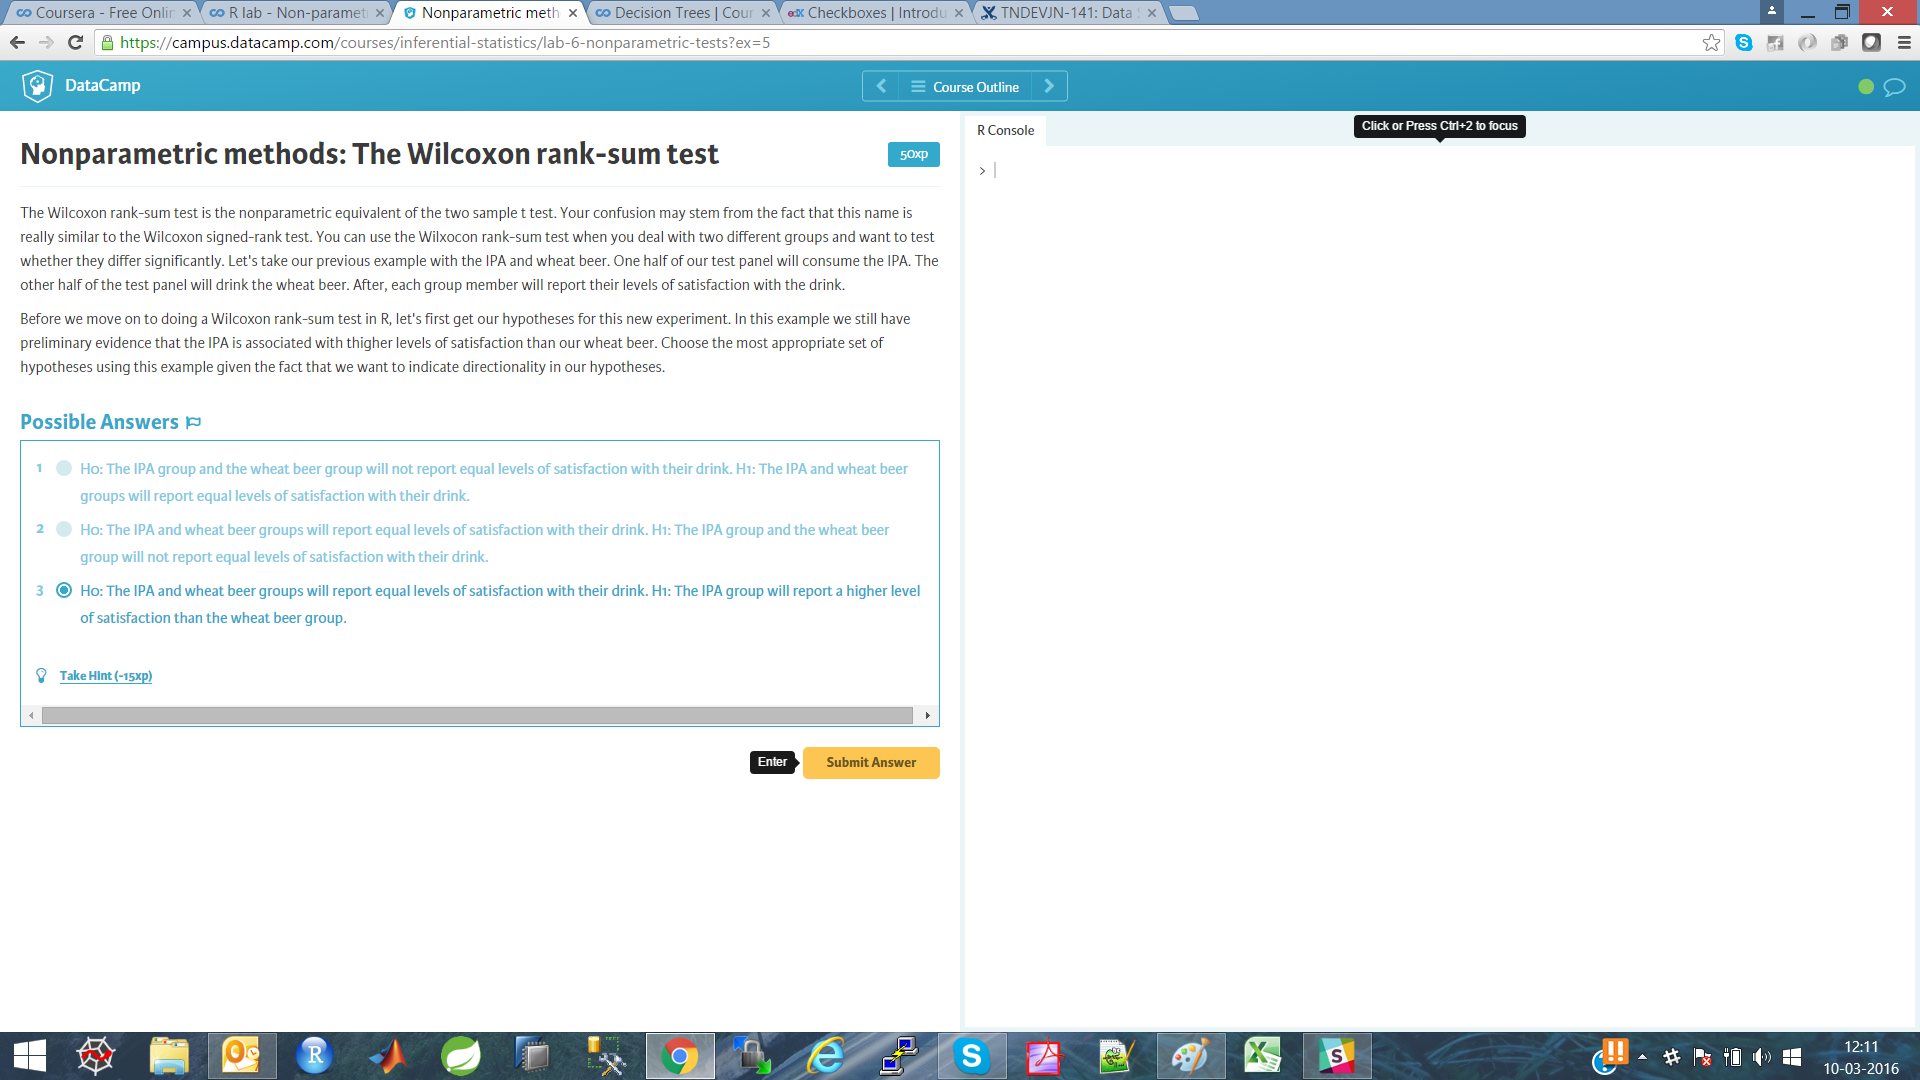 Coursera - Free Onlin
R lab - Non-paramet
Nonparametric meth
Decision Trees | Cour
edX Checkboxes | Introdu
TNDEVJN-141: Data
https://campus.datacamp.com/courses/inferential-statistics/lab-6-nonparametric-tests?ex=5
DataCamp
Course Outline
Nonparametric methods: The Wilcoxon rank-sum test
50xp
The Wilcoxon rank-sum test is the nonparametric equivalent of the two sample t test. Your confusion may stem from the fact that this name is
really similar to the Wilcoxon signed-rank test. You can use the Wilxocon rank-sum test when you deal with two different groups and want to test
whether they differ significantly. Let's take our previous example with the IPA and wheat beer. One half of our test panel will consume the IPA. The
other half of the test panel will drink the wheat beer. After, each group member will report their levels of satisfaction with the drink.
Before we move on to doing a Wilcoxon rank-sum test in R, let's first get our hypotheses for this new experiment. In this example we still have
preliminary evidence that the IPA is associated with thigher levels of satisfaction than our wheat beer. Choose the most appropriate set of
hypotheses using this example given the fact that we want to indicate directionality in our hypotheses.
Possible Answers
1 H0: The IPA group and the wheat beer group will not report equal levels of satisfaction with their drink. H1: The IPA and wheat beer
groups will report equal levels of satisfaction with their drink.
2 H0: The IPA and wheat beer groups will report equal levels of satisfaction with their drink. H1: The IPA group and the wheat beer
group will not report equal levels of satisfaction with their drink.
3 H0: The IPA and wheat beer groups will report equal levels of satisfaction with their drink. H1: The IPA group will report a higher level
of satisfaction than the wheat beer group.
Take Hint (-15xp)
Enter
Submit Answer
R Console
Click or Press Ctrl+2 to focus
>
12:11
10-03-2016